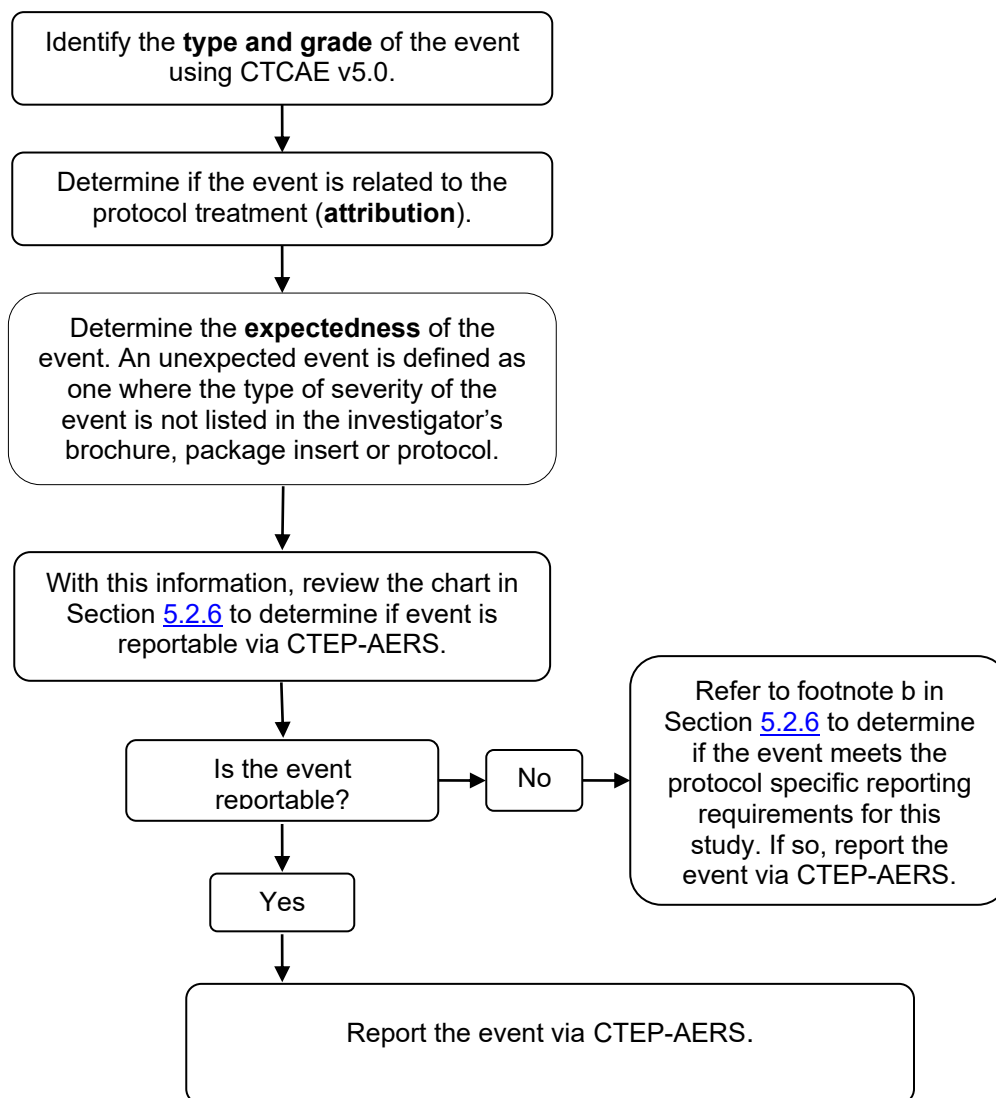 Identify the type and grade of the event
using CTCAE v5.0.
Determine if the event is related to the
protocol treatment (attribution).
Determine the expectedness of the
event. An unexpected event is defined as
one where the type of severity of the
event is not listed in the investigator’s
brochure, package insert or protocol.
With this information, review the chart in
Section 5.2.6 to determine if event is
reportable via CTEP-AERS.
Is the event
reportable?
No
Refer to footnote b in
Section 5.2.6 to determine
if the event meets the
protocol specific reporting
requirements for this
study. If so, report the
event via CTEP-AERS.
Yes
Report the event via CTEP-AERS.